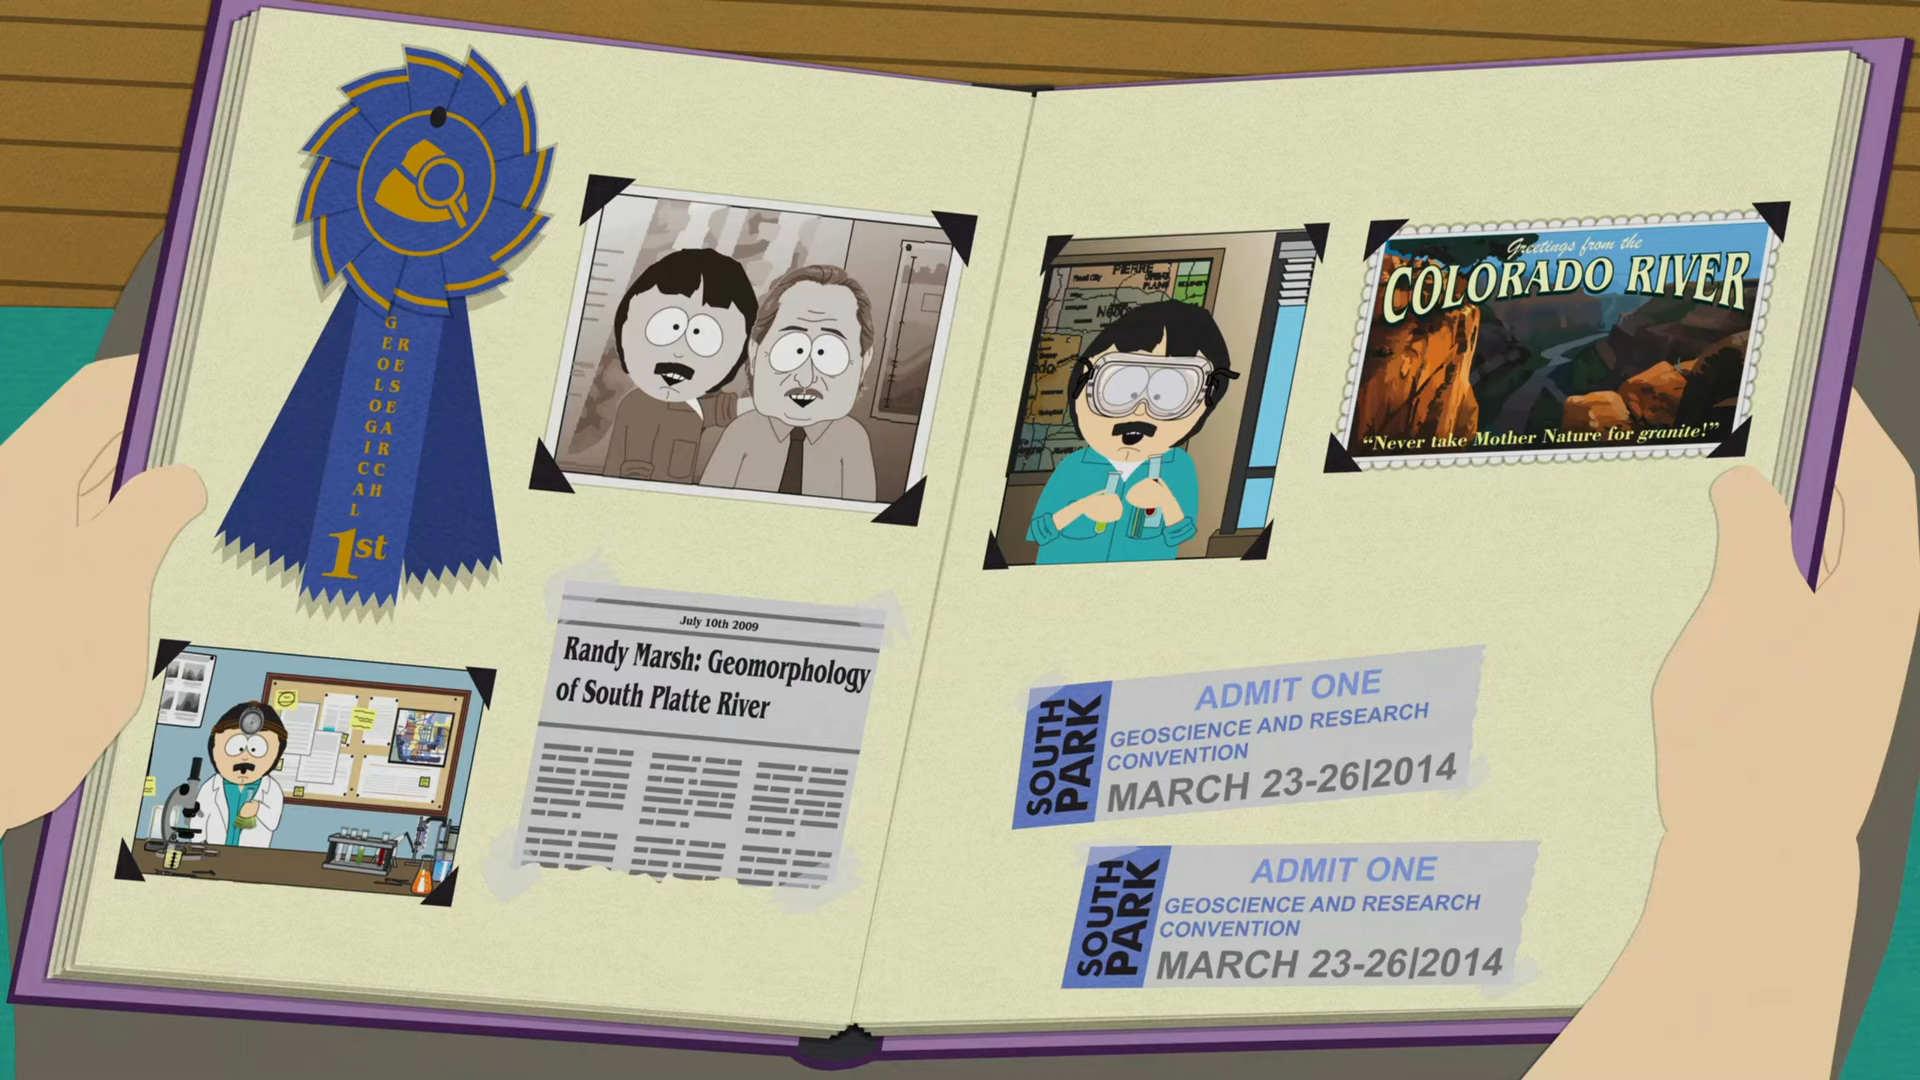 GEOLOGICAL
RESEARCH
1st
July 10th 2009
Randy Marsh: Geomorphology
of South Platte River
PIERRE
Greetings from the
COLORADO RIVER
“Never take Mother Nature for granite!”
SOUTH
PARK
ADMIT ONE
GEOSCIENCE AND RESEARCH
CONVENTION
MARCH 23-26|2014
SOUTH
PARK
ADMIT ONE
GEOSCIENCE AND RESEARCH
CONVENTION
MARCH 23-26|2014